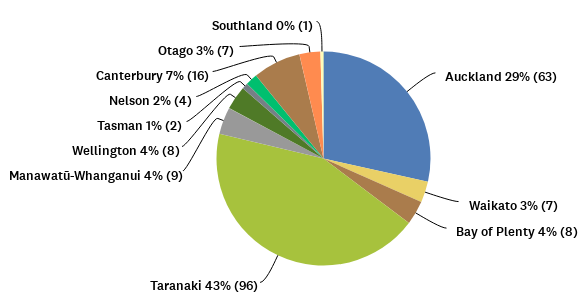 Southland 0% (1)
Otago 3% (7)
Canterbury 7% (16)
Nelson 2% (4)
Tasman 1% (2)
Wellington 4% (8)
Manawatū-Whanganui 4% (9)
Taranaki 43% (96)
Auckland 29% (63)
Waikato 3% (7)
Bay of Plenty 4% (8)